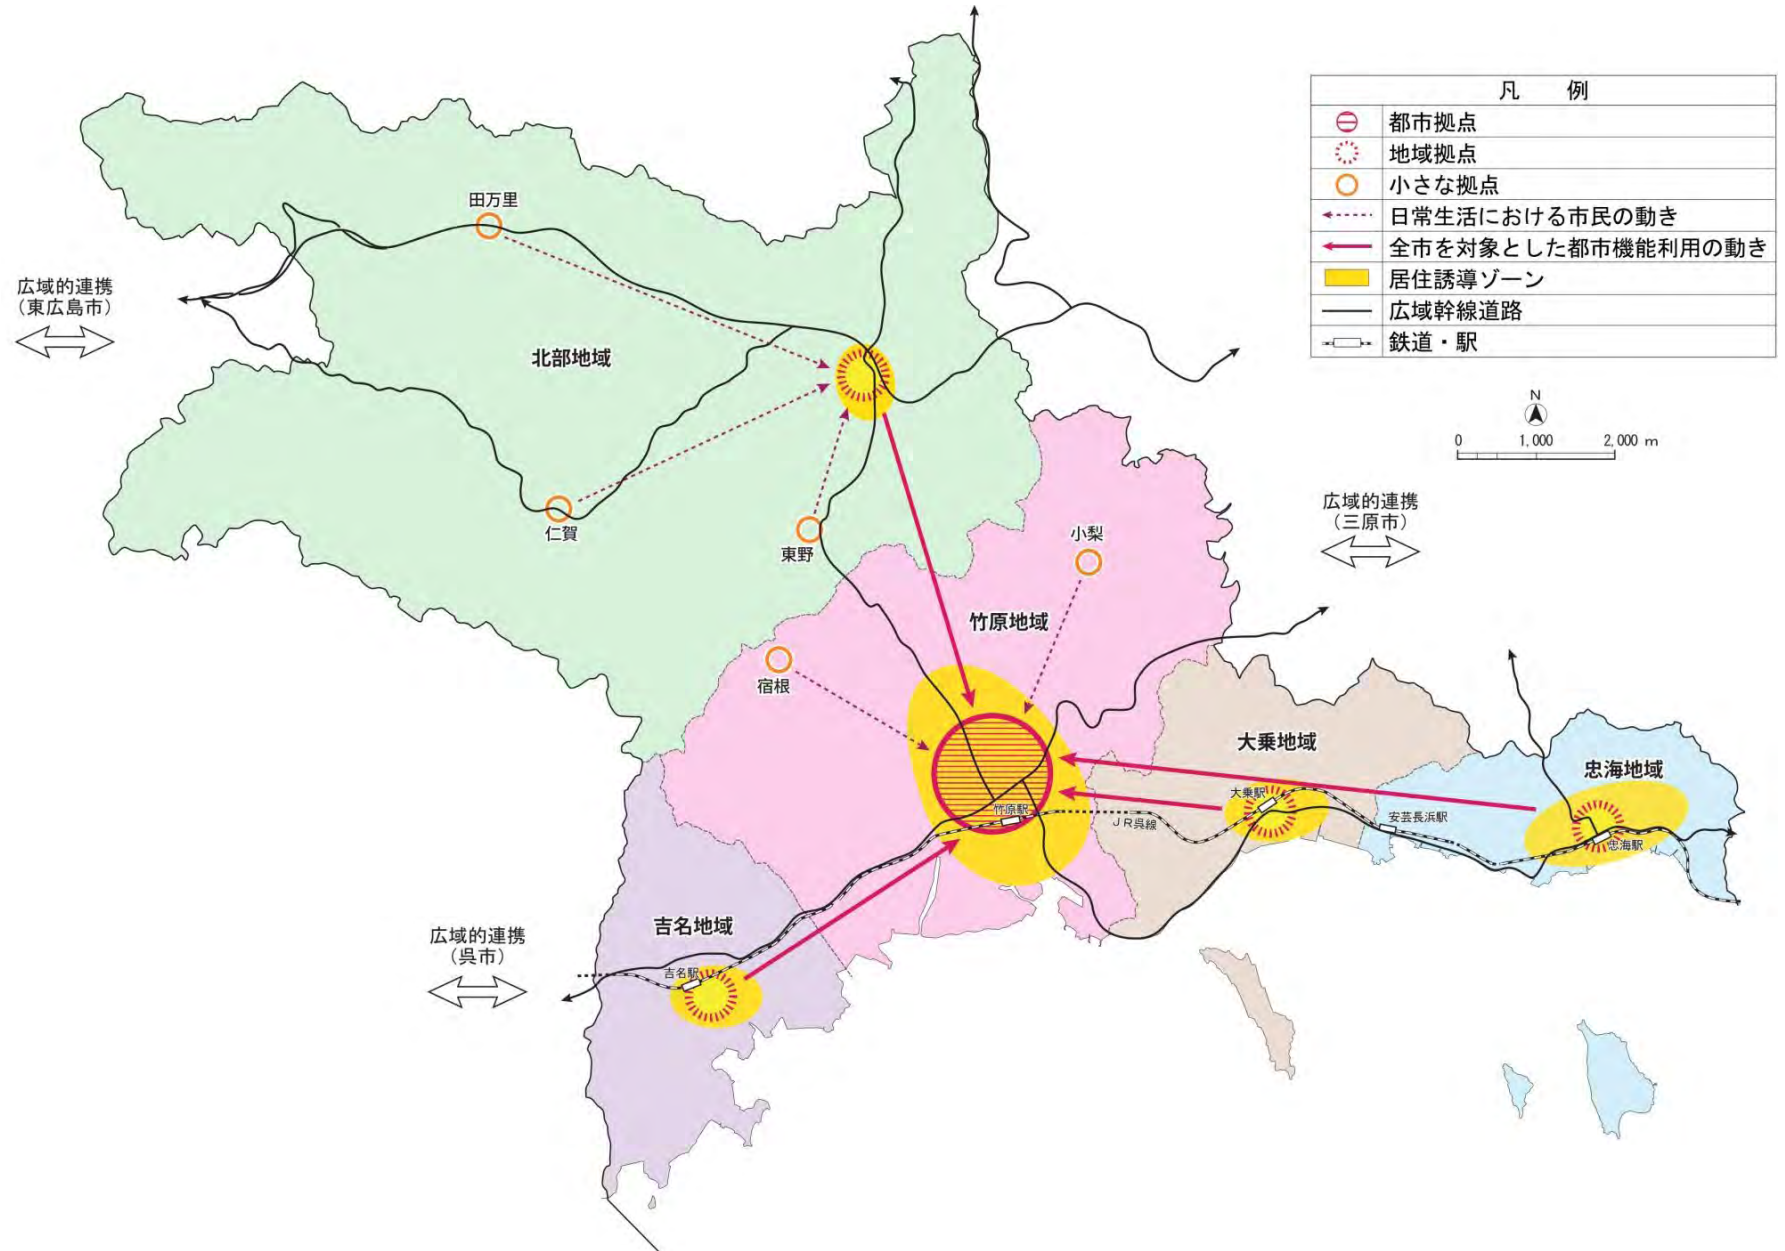 凡　例
都市拠点
地域拠点
小さな拠点
日常生活における市民の動き
全市を対象とした都市機能利用の動き
居住誘導ゾーン
広域幹線道路
鉄道・駅
N
0 1,000 2,000 m
田万里
広域的連携
（東広島市）
北部地域
仁賀
東野
小梨
広域的連携
（三原市）
竹原地域
宿根
大乗地域
忠海地域
大乗駅
竹原駅
ＪＲ呉線
安芸長浜駅
忠海駅
吉名地域
広域的連携
（呉市）
吉名駅